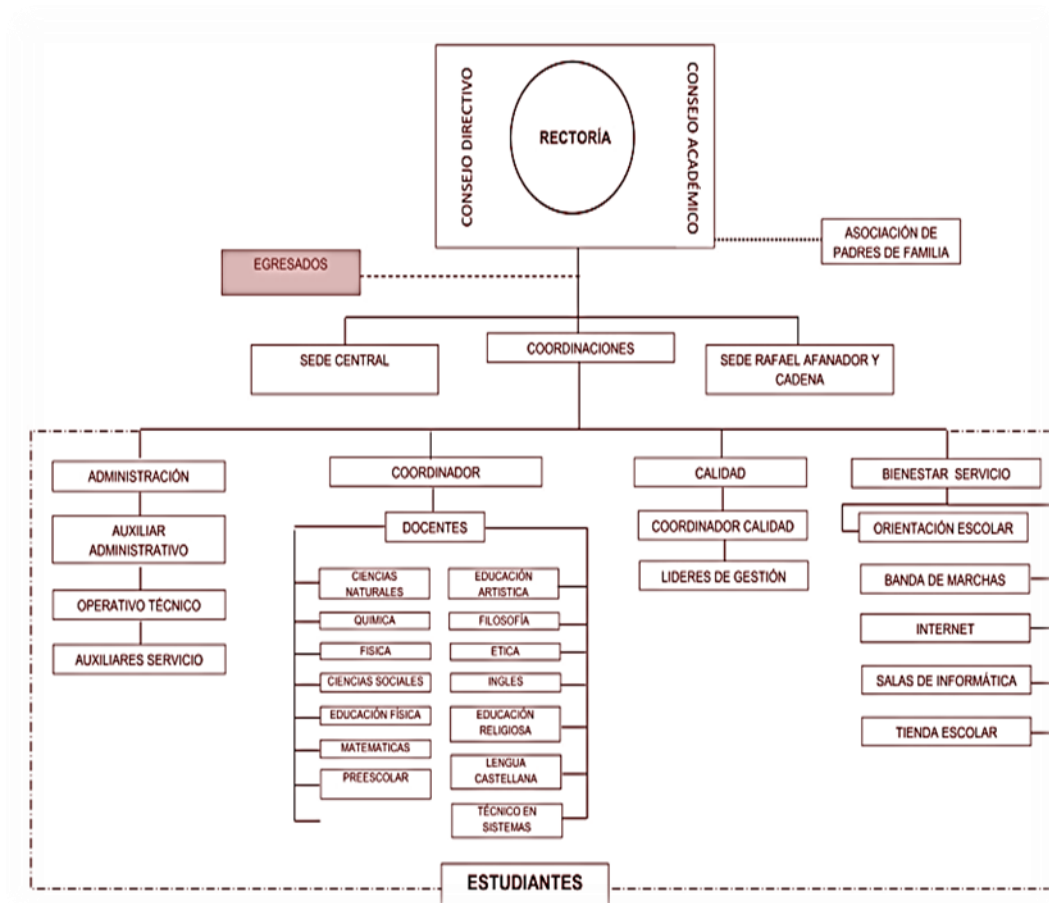 CONSEJO DIRECTIVO
RECTORÍA
CONSEJO ACADÉMICO
ASOCIACIÓN DE
PADRES DE FAMILIA
EGRESADOS
SEDE CENTRAL
COORDINACIONES
SEDE RAFAEL AFANADOR Y
CADENA
ADMINISTRACIÓN
AUXILIAR
ADMINISTRATIVO
OPERATIVO TÉCNICO
AUXILIARES SERVICIO
COORDINADOR
DOCENTES
CIENCIAS
NATURALES
QUIMICA
FISICA
CIENCIAS SOCIALES
EDUCACIÓN FÍSICA
MATEMATICAS
PREESCOLAR
EDUCACIÓN
ARTISTICA
FILOSOFÍA
ETICA
INGLES
EDUCACIÓN
RELIGIOSA
LENGUA
CASTELLANA
TÉCNICO EN
SISTEMAS
CALIDAD
COORDINADOR CALIDAD
LIDERES DE GESTIÓN
BIENESTAR SERVICIO
ORIENTACIÓN ESCOLAR
BANDA DE MARCHAS
INTERNET
SALAS DE INFORMÁTICA
TIENDA ESCOLAR
ESTUDIANTES